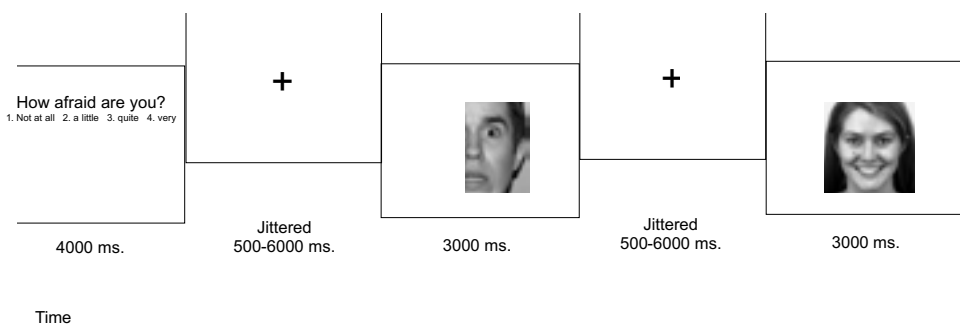 How afraid are you?
1. Not at all 2. a little 3. quite 4. very
+
+
4000 ms.
Jittered
500-6000 ms.
3000 ms.
Jittered
500-6000 ms.
3000 ms.
Time